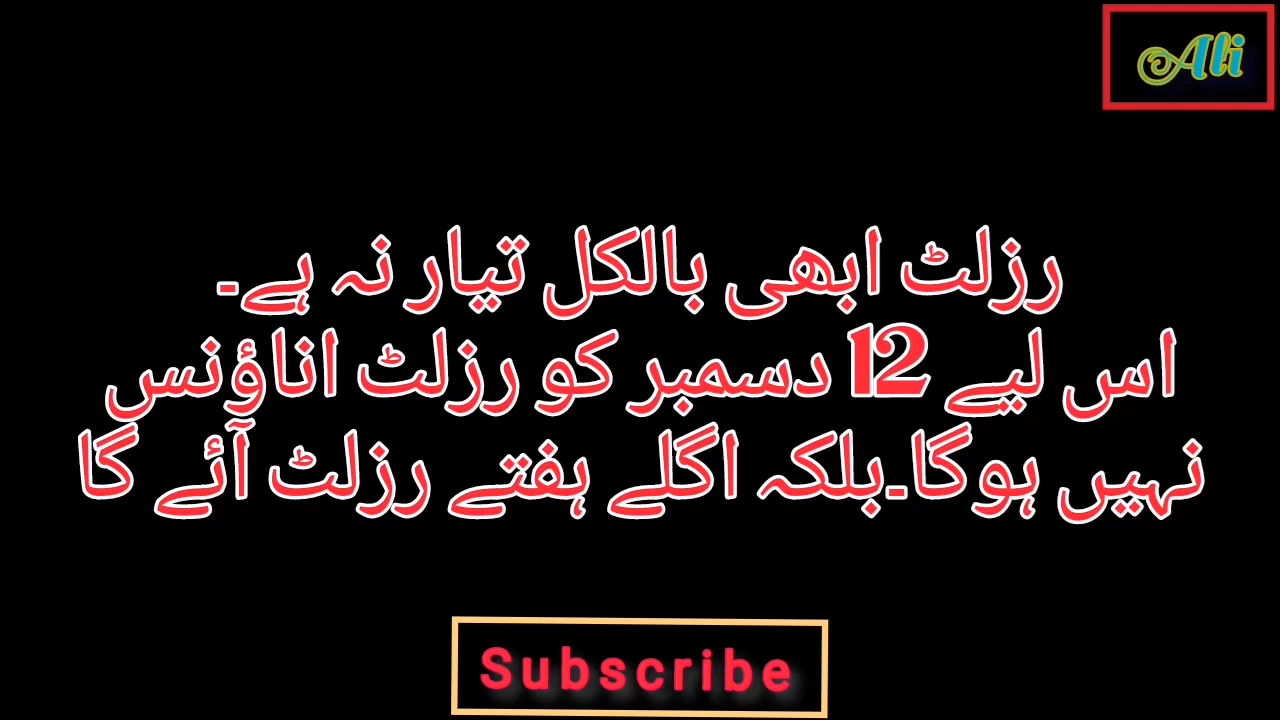 Ali
رزلٹ ابھی بالکل تیار نہ ہے۔
اس لیے 12 دسمبر کو رزلٹ اناؤنس
نہیں ہوگا۔بلکہ اگلے ہفتے رزلٹ آئے گا
Subscribe